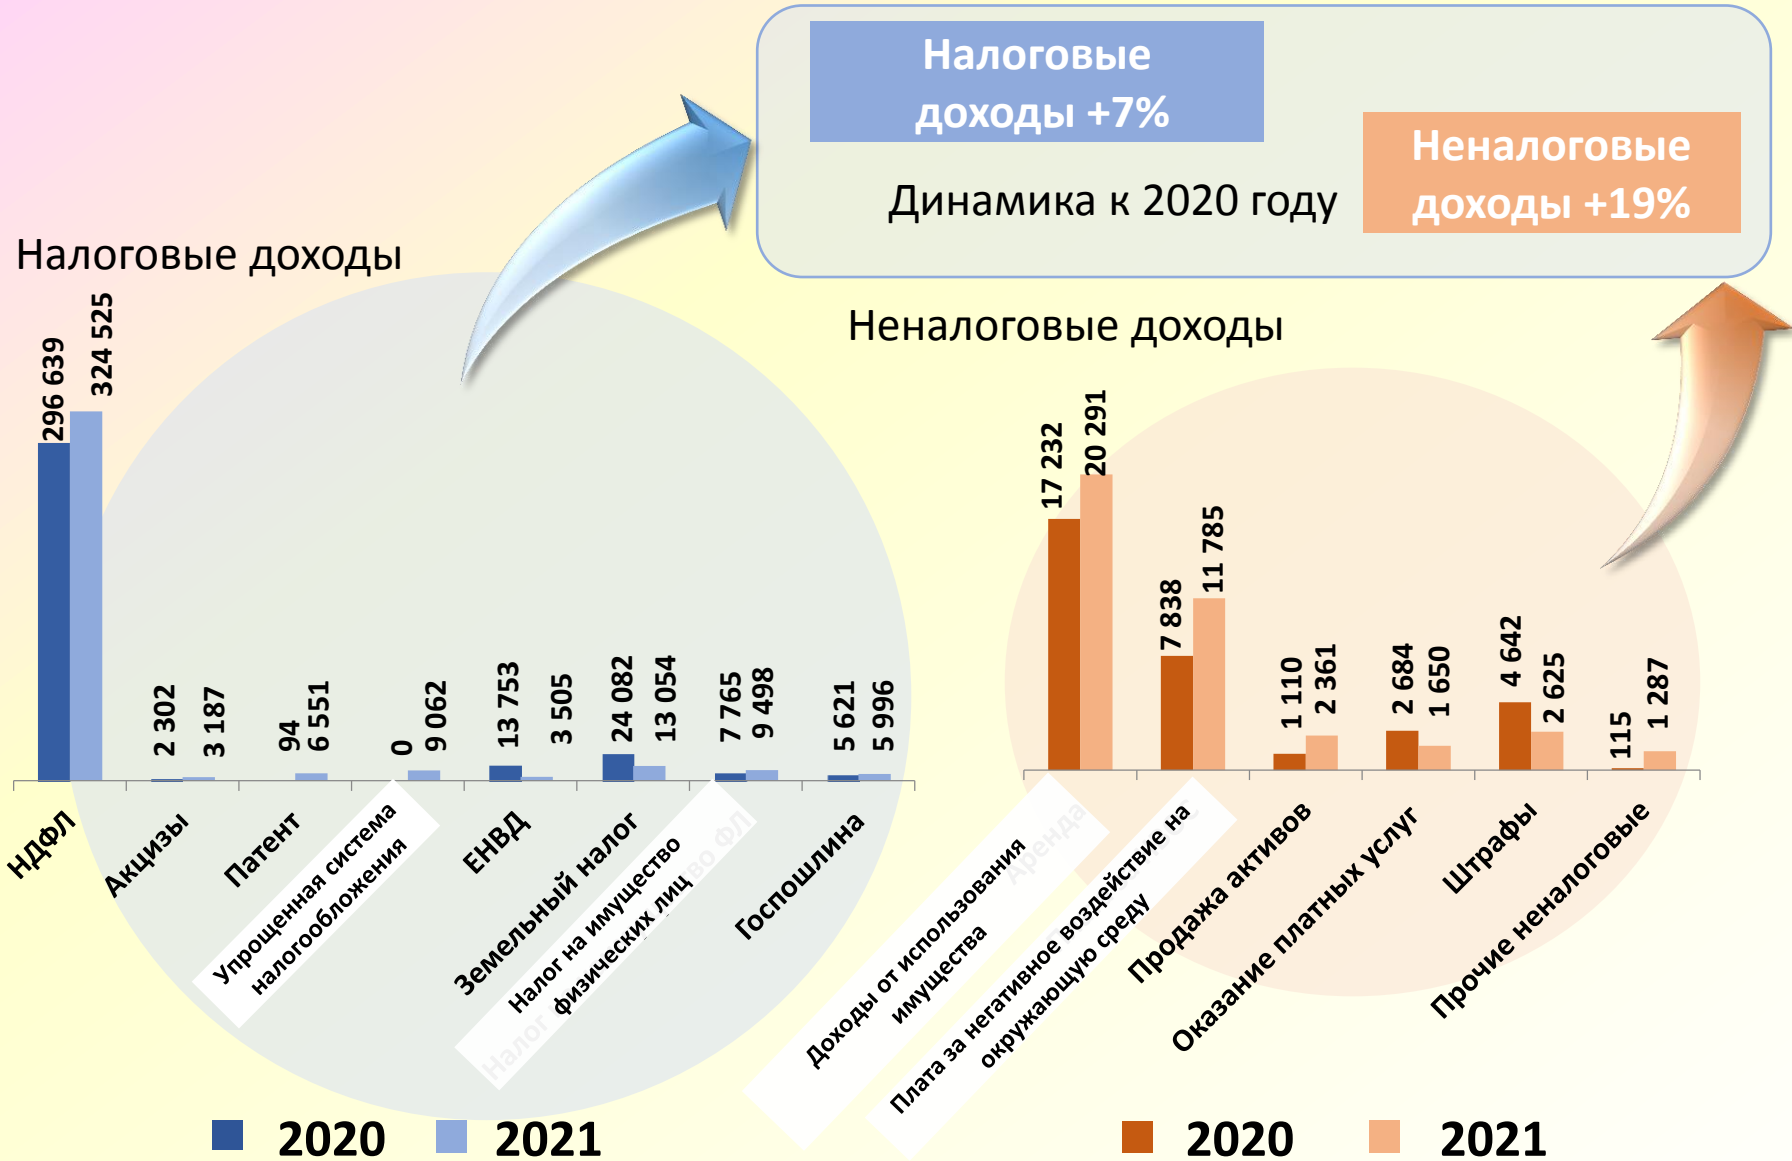 Налоговые
доходы +7%
Неналоговые
доходы +19%
Динамика к 2020 году
Налоговые доходы
296 639
324 525
2 302
3 187
94
6 551
0
9 062
13 753
3 505
24 082
13 054
7 765
9 498
5 621
5 996
НДФЛ
Акцизы
Патент
Упрощенная система
налогообложения
ЕНВД
Земельный налог
Налог на имущество
физических лиц
Госпошлина
2020
2021
Неналоговые доходы
17 232
20 291
7 838
11 785
1 110
2 361
2 684
1 650
4 642
2 625
115
1 287
Аренда
Доходы от использования
имущества
Плата за негативное воздействие на
окружающую среду
Продажа активов
Оказание платных услуг
Штрафы
Прочие неналоговые
2020
2021